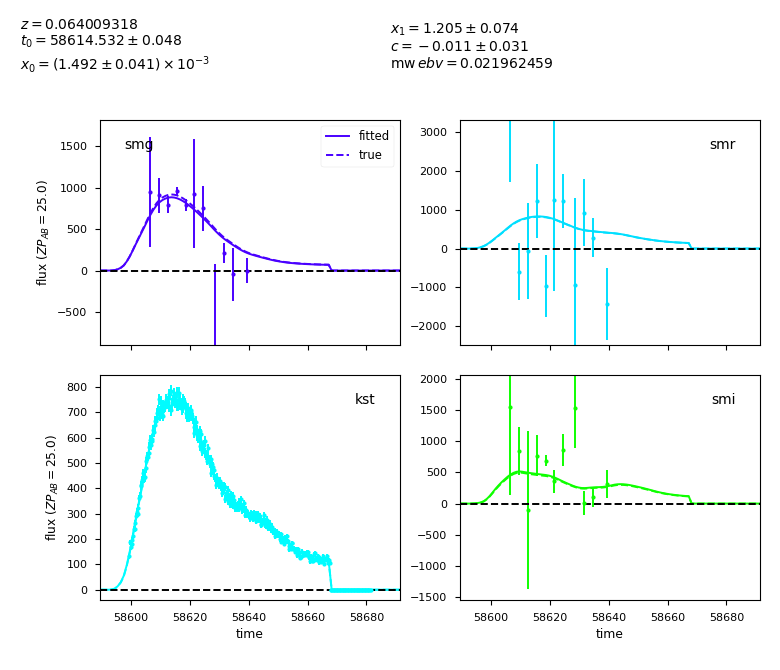 z = 0.064009318
t₀ = 58614.532 ± 0.048
x₀ = (1.492 ± 0.041) × 10⁻³
x₁ = 1.205 ± 0.074
c = −0.011 ± 0.031
mw ebv = 0.021962459
smg
fitted
true
1500
1000
500
0
−500
flux (ZP_AB = 25.0)
smr
3000
2000
1000
0
−1000
−2000
kst
800
700
600
500
400
300
200
100
0
flux (ZP_AB = 25.0)
58600 58620 58640 58660 58680
time
smi
2000
1500
1000
500
0
−500
−1000
−1500
58600 58620 58640 58660 58680
time